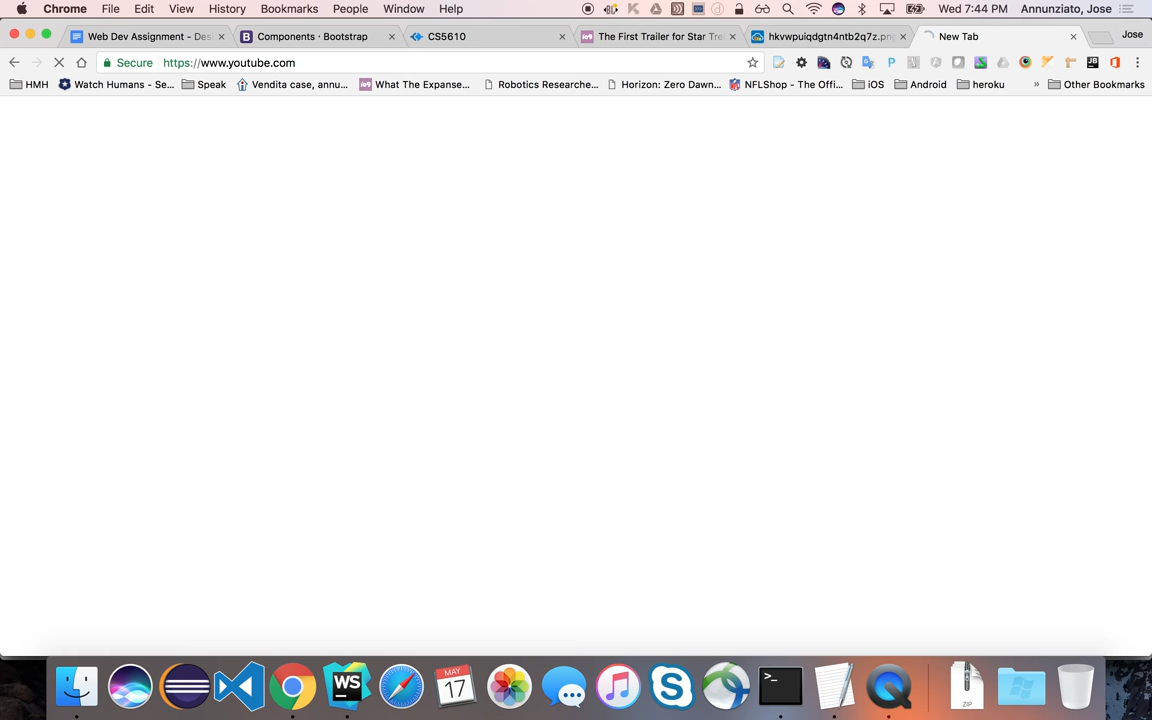 Chrome File Edit View History Bookmarks People Window Help Wed 7:44 PM Annunziato, Jose
Web Dev Assignment - Des Components · Bootstrap CS5610 The First Trailer for Star Tre hkvwpuiqdgtn4ntb2q7z.pn New Tab Jose
Secure https://www.youtube.com
HMH Watch Humans - Se... Speak Vendita case, annu... What The Expanse... Robotics Researche... Horizon: Zero Dawn... NFLShop - The Offi... iOS Android heroku » Other Bookmarks
WS MAY 17 >_ ZIP